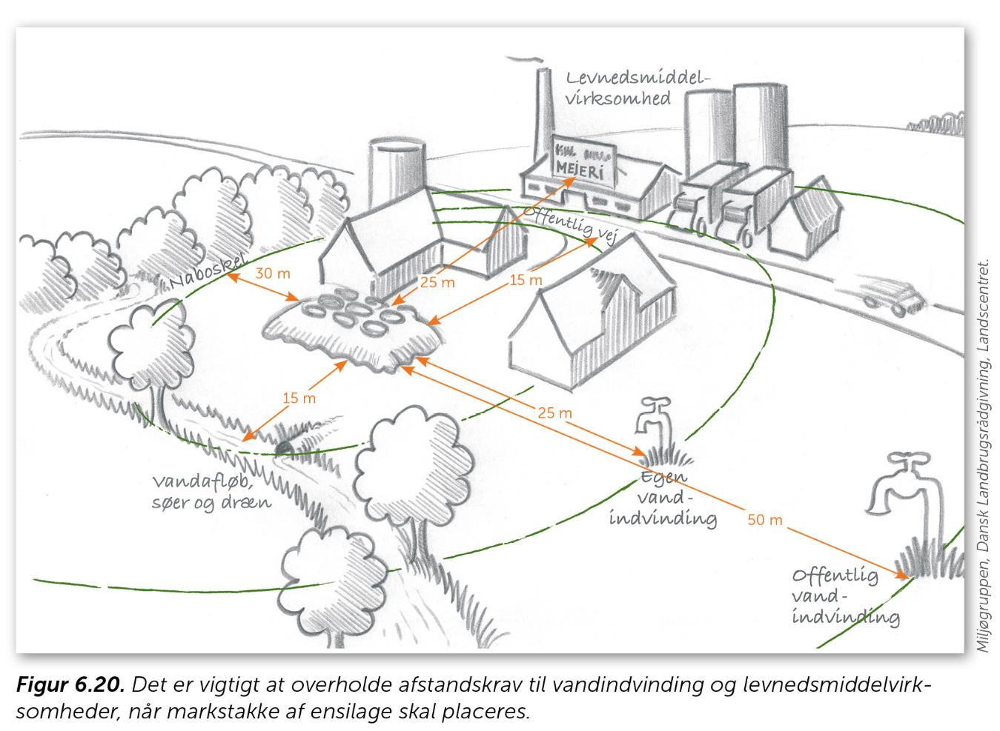 Levnedsmiddel-
virksomhed
MEJERI
Offentlig vej
Naboskel
30 m
25 m
15 m
15 m
25 m
Egen
vand-
indvinding
vandafløb,
søer og dræn
50 m
Offentlig
vand-
indvinding
Miljøgruppen, Dansk Landbrugsrådgivning, Landscentret.
Figur 6.20. Det er vigtigt at overholde afstandskrav til vandindvinding og levnedsmiddelvirk-
somheder, når markstakke af ensilage skal placeres.